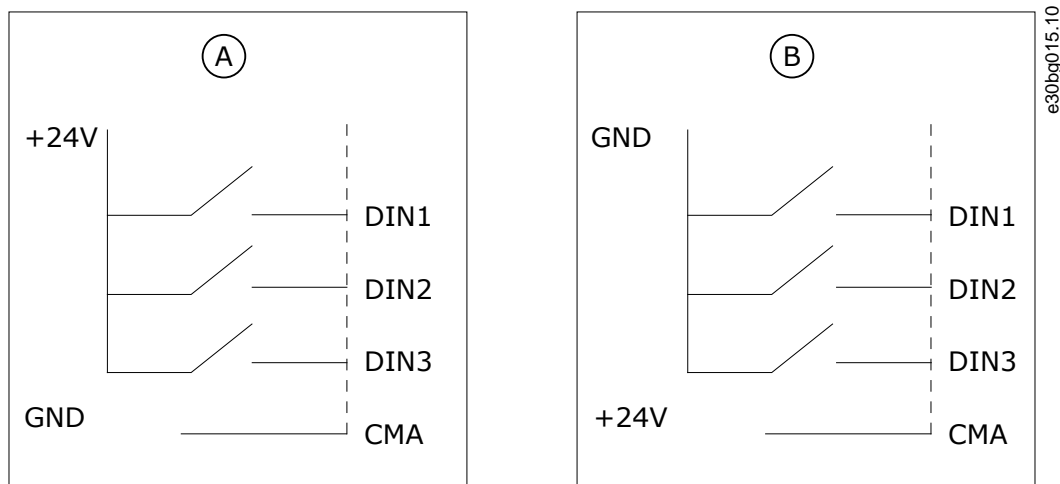 A
+24V
DIN1
DIN2
DIN3
GND
CMA
B
GND
DIN1
DIN2
DIN3
+24V
CMA
e30bg015.10